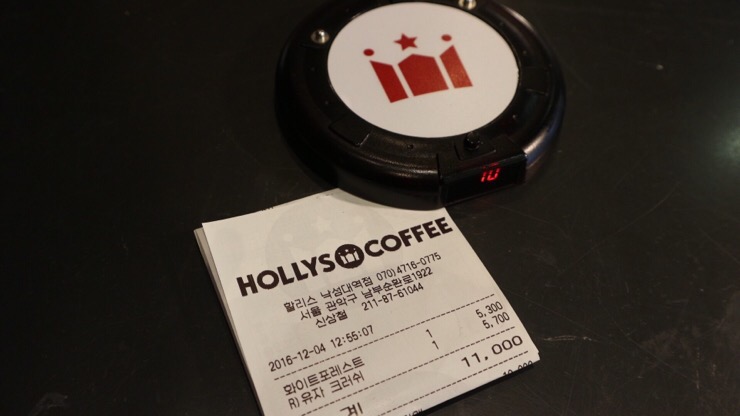 10
HOLLYS COFFEE
할리스 낙성대역점 070)4716-0775
서울 관악구 남부순환로1922
신상철 211-87-61044
2016-12-04 12:55:07
화이트포레스트 1 5,300
R)유자 크러쉬 1 5,700
11,000